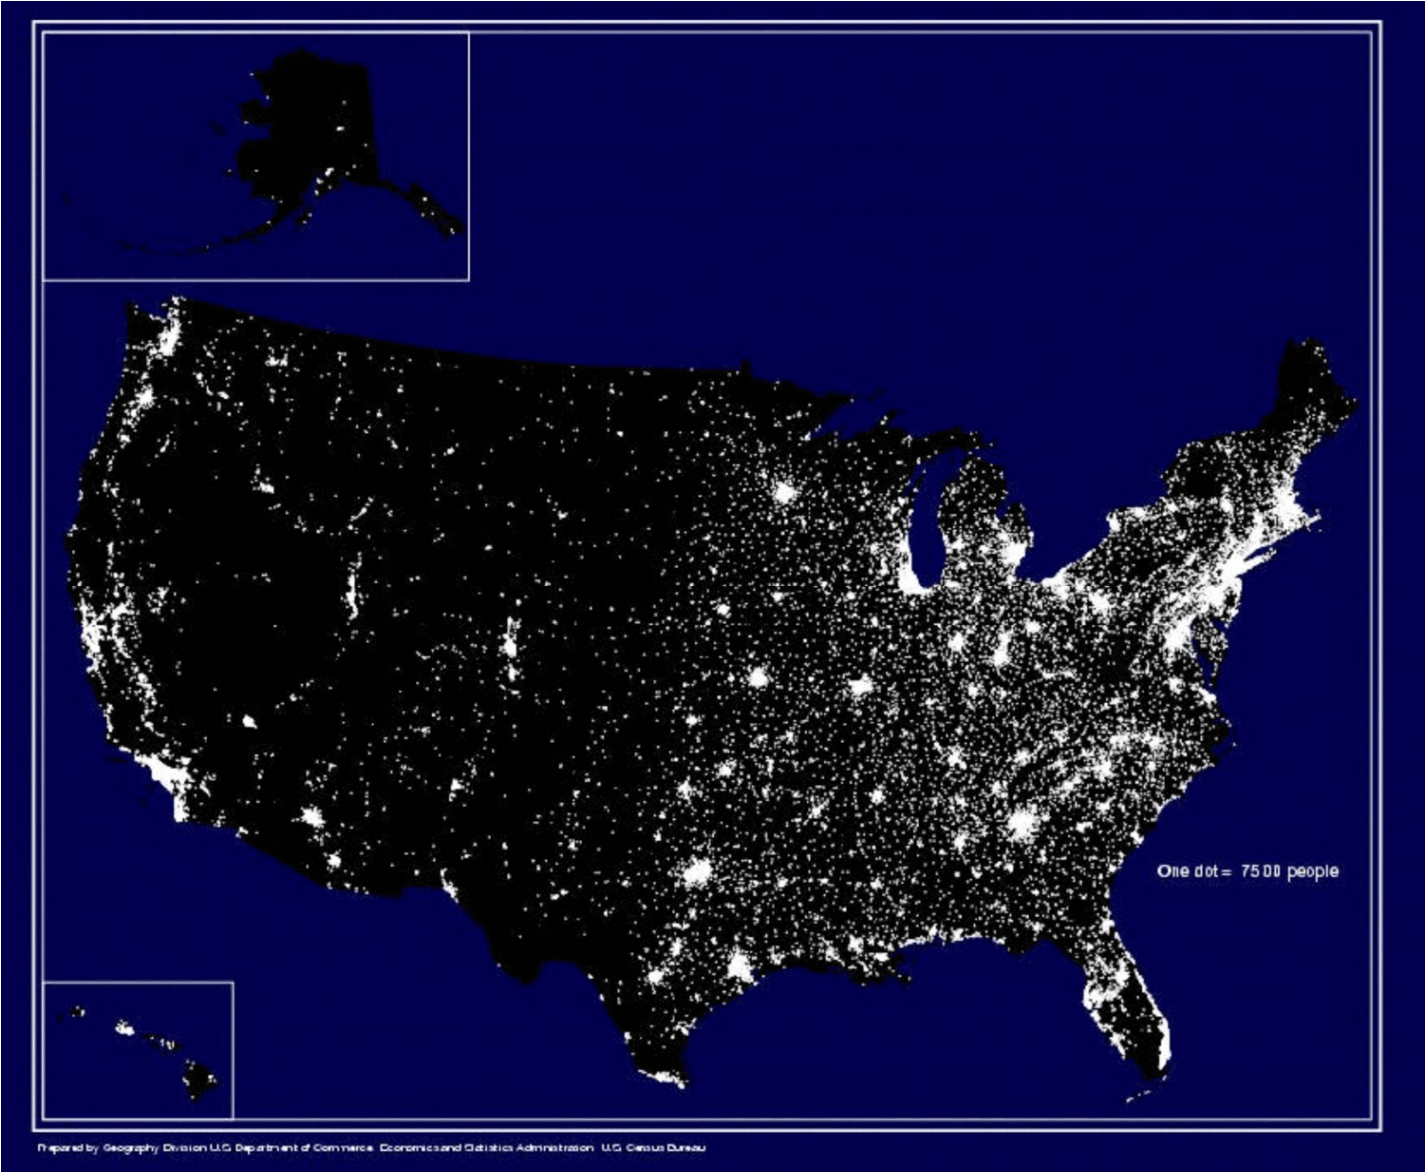 One dot = 7500 people
Prepared by Geography Division U.S. Department of Commerce Economics and Statistics Administration U.S. Census Bureau